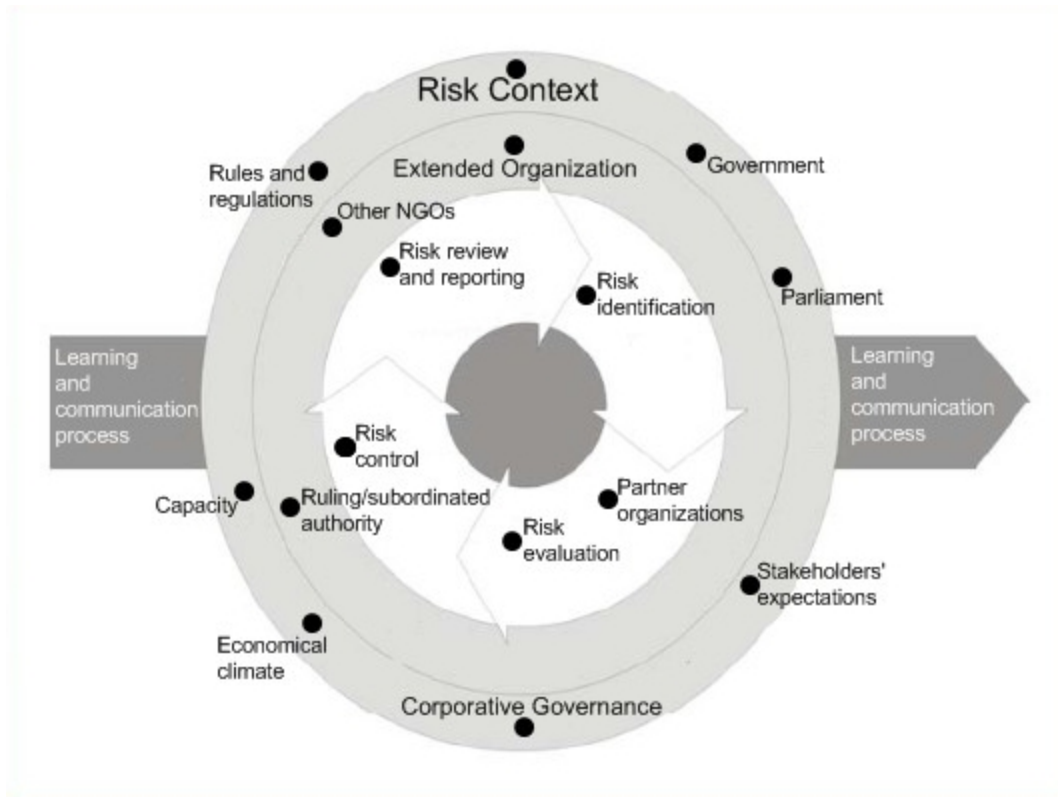 Risk Context
Extended Organization
Government
Rules and
regulations
Other NGOs
Risk review
and reporting
Risk
identification
Parliament
Learning
and
communication
process
Learning
and
communication
process
Risk
control
Capacity
Ruling/subordinated
authority
Partner
organizations
Risk
evaluation
Stakeholders'
expectations
Economical
climate
Corporative Governance